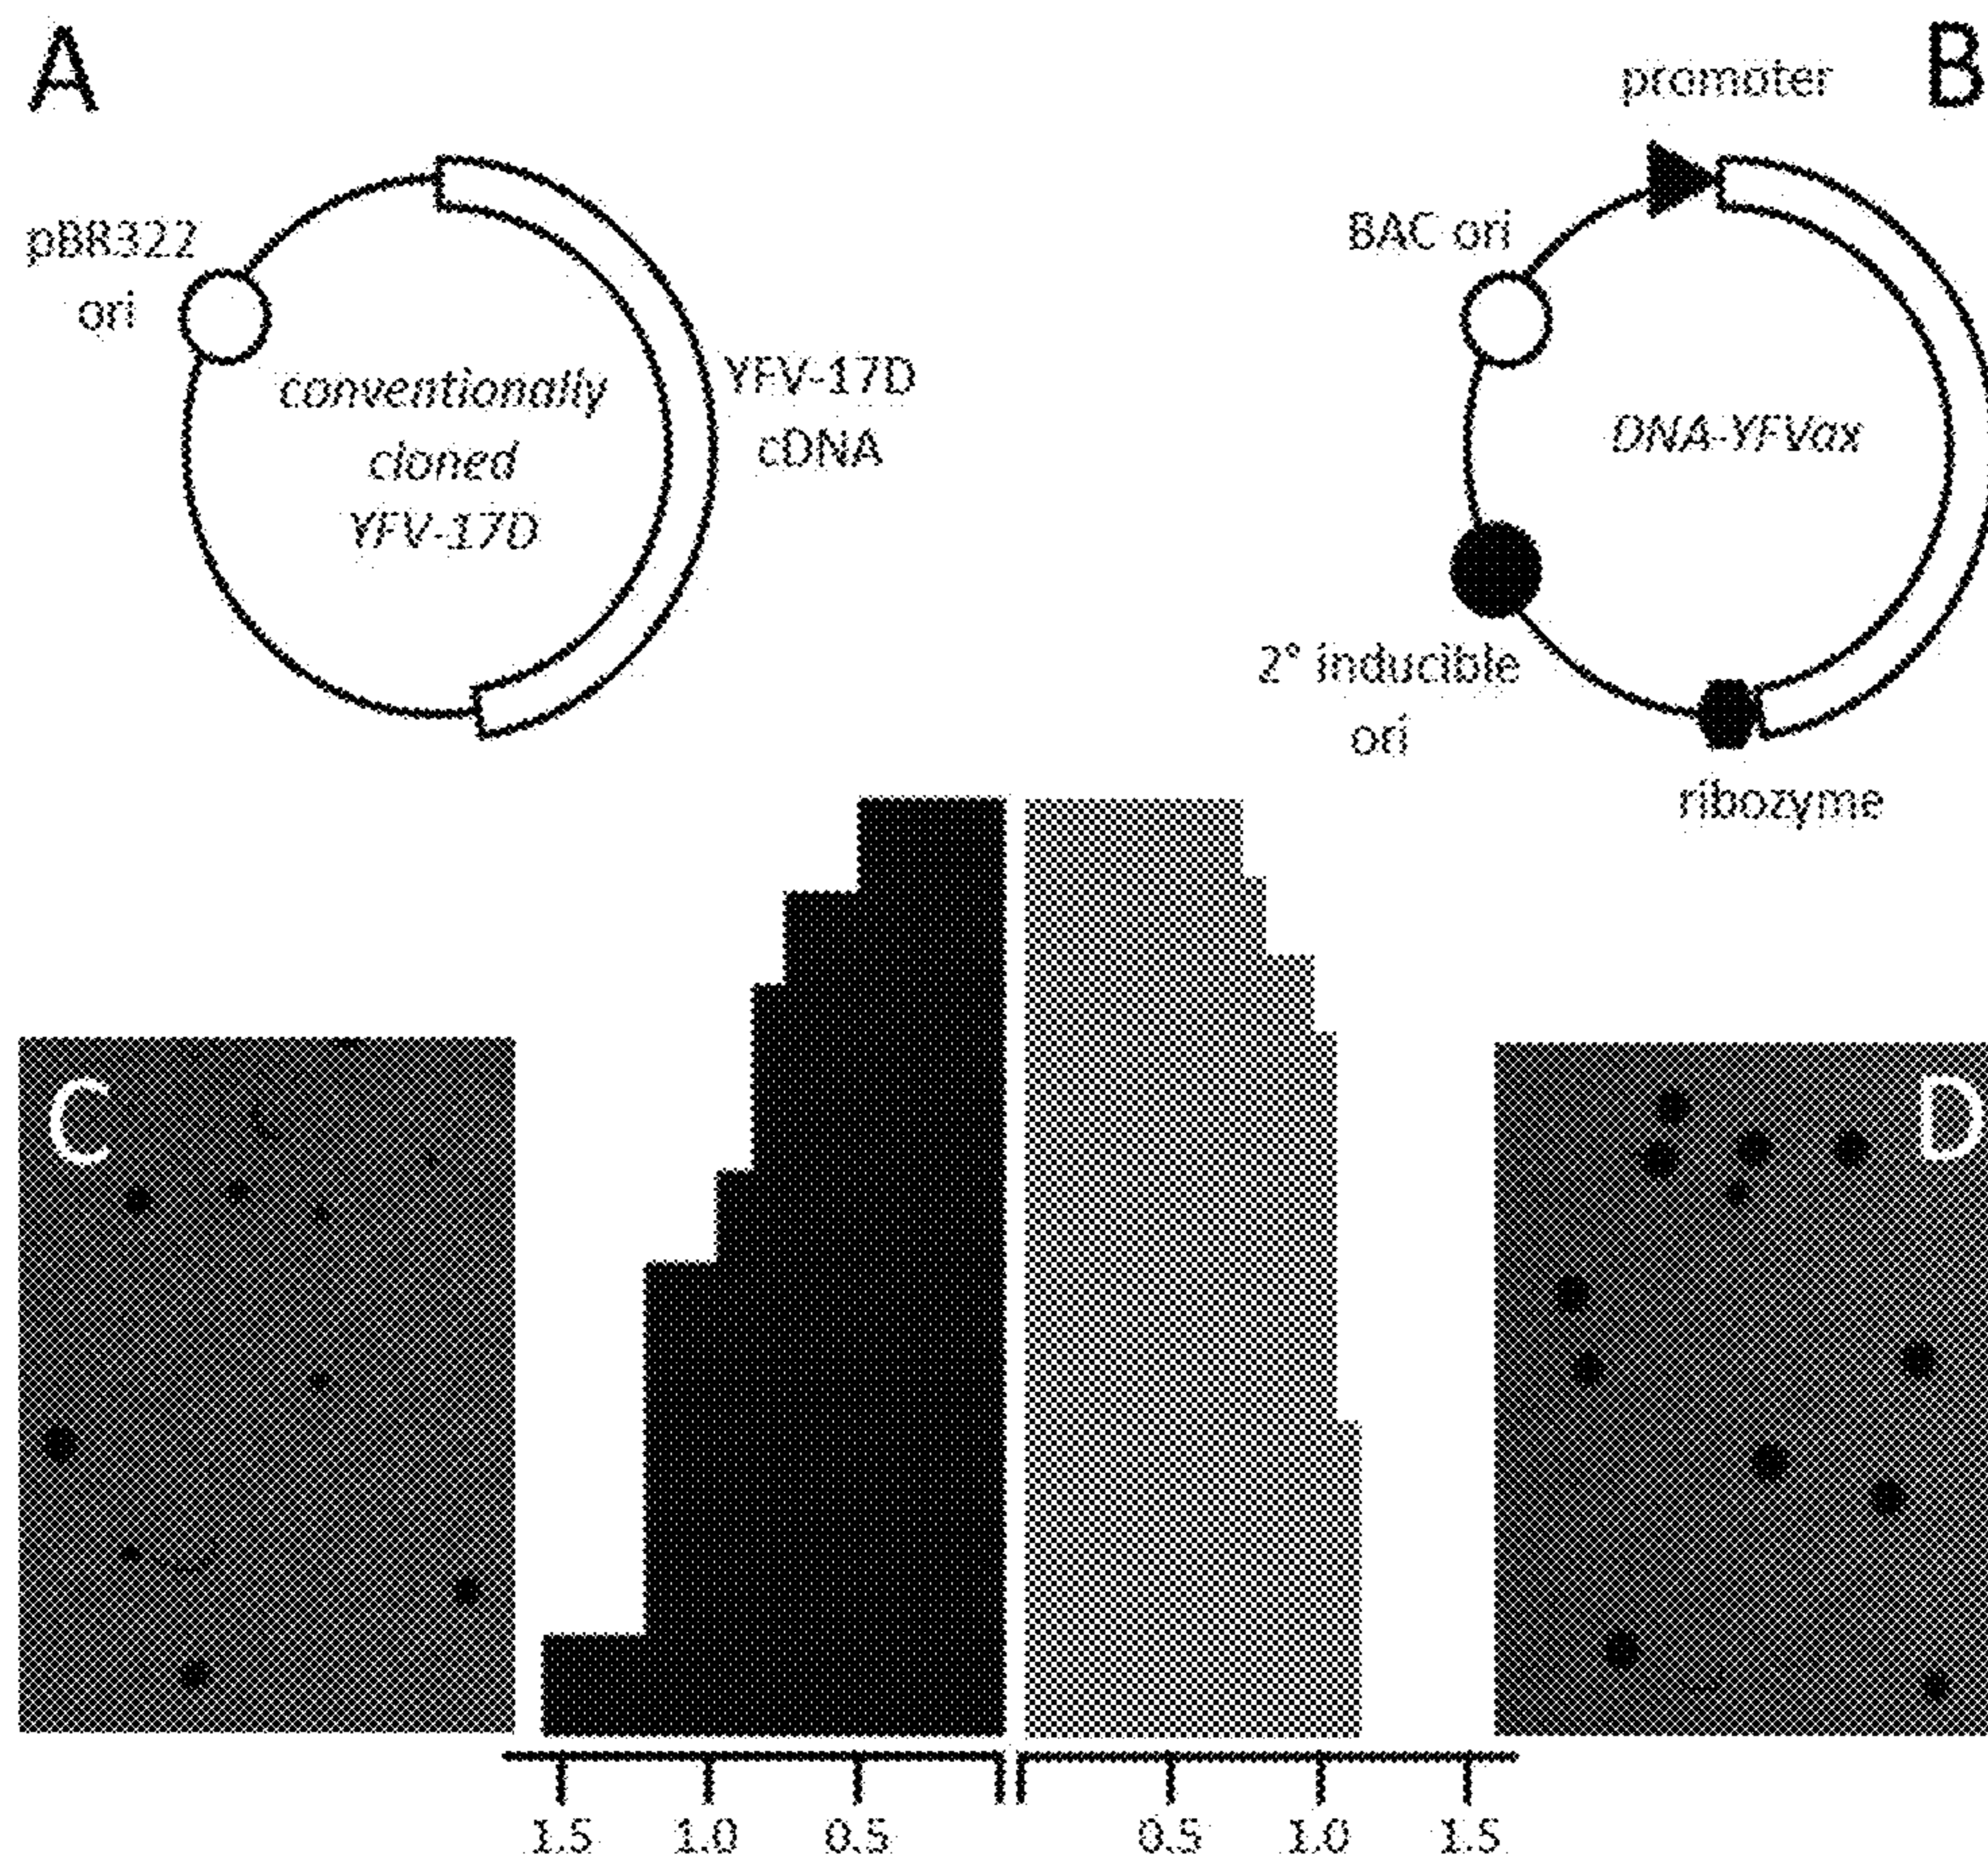 A
B
promoter
pBR322
ori
BAC ori
conventionally
cloned
YFV-17D
YFV-17D
cDNA
DNA-YFVax
2° inducible
ori
ribozyme
C
D
1.5 1.0 0.5 0.5 1.0 1.5